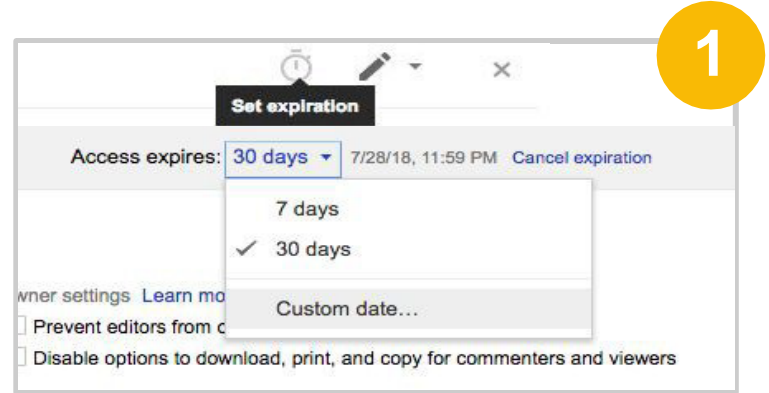 1
Set expiration
Access expires: 30 days 7/28/18, 11:59 PM Cancel expiration
7 days
30 days
Custom date...
wner settings Learn mo
Prevent editors from c
Disable options to download, print, and copy for commenters and viewers